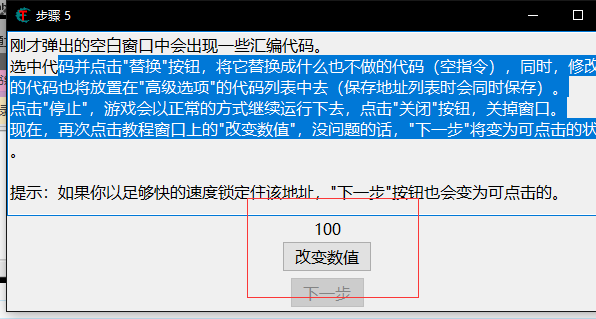 步骤 5
刚才弹出的空白窗口中会出现一些汇编代码。
选中代码并点击"替换"按钮，将它替换成什么也不做的代码（空指令），同时，修改
的代码也将放置在"高级选项"的代码列表中去（保存地址列表时会同时保存）。
点击"停止"，游戏会以正常的方式继续运行下去，点击"关闭"按钮，关掉窗口。
现在，再次点击教程窗口上的"改变数值"，没问题的话，"下一步"将变为可点击的状
。
提示：如果你以足够快的速度锁定住该地址，"下一步"按钮也会变为可点击的。
100
改变数值
下一步